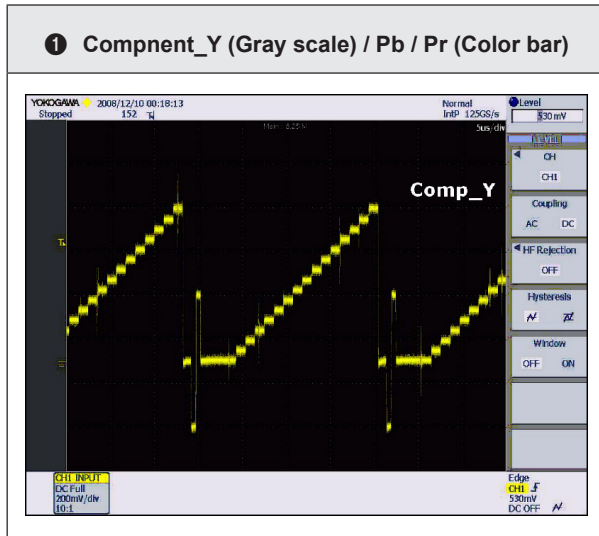 ❶ Compnent_Y (Gray scale) / Pb / Pr (Color bar)
YOKOGAWA 2008/12/10 00:18:13
Stopped 152
Normal
IntP 125GS/s
5us/div
Comp_Y
Level
530 mV
CH
CH1
Coupling
AC DC
HF Rejection
OFF
Hysteresis
Window
OFF ON
CH1 INPUT
DC Full
200mV/div
10:1
Edge
CH1
530mV
DC OFF